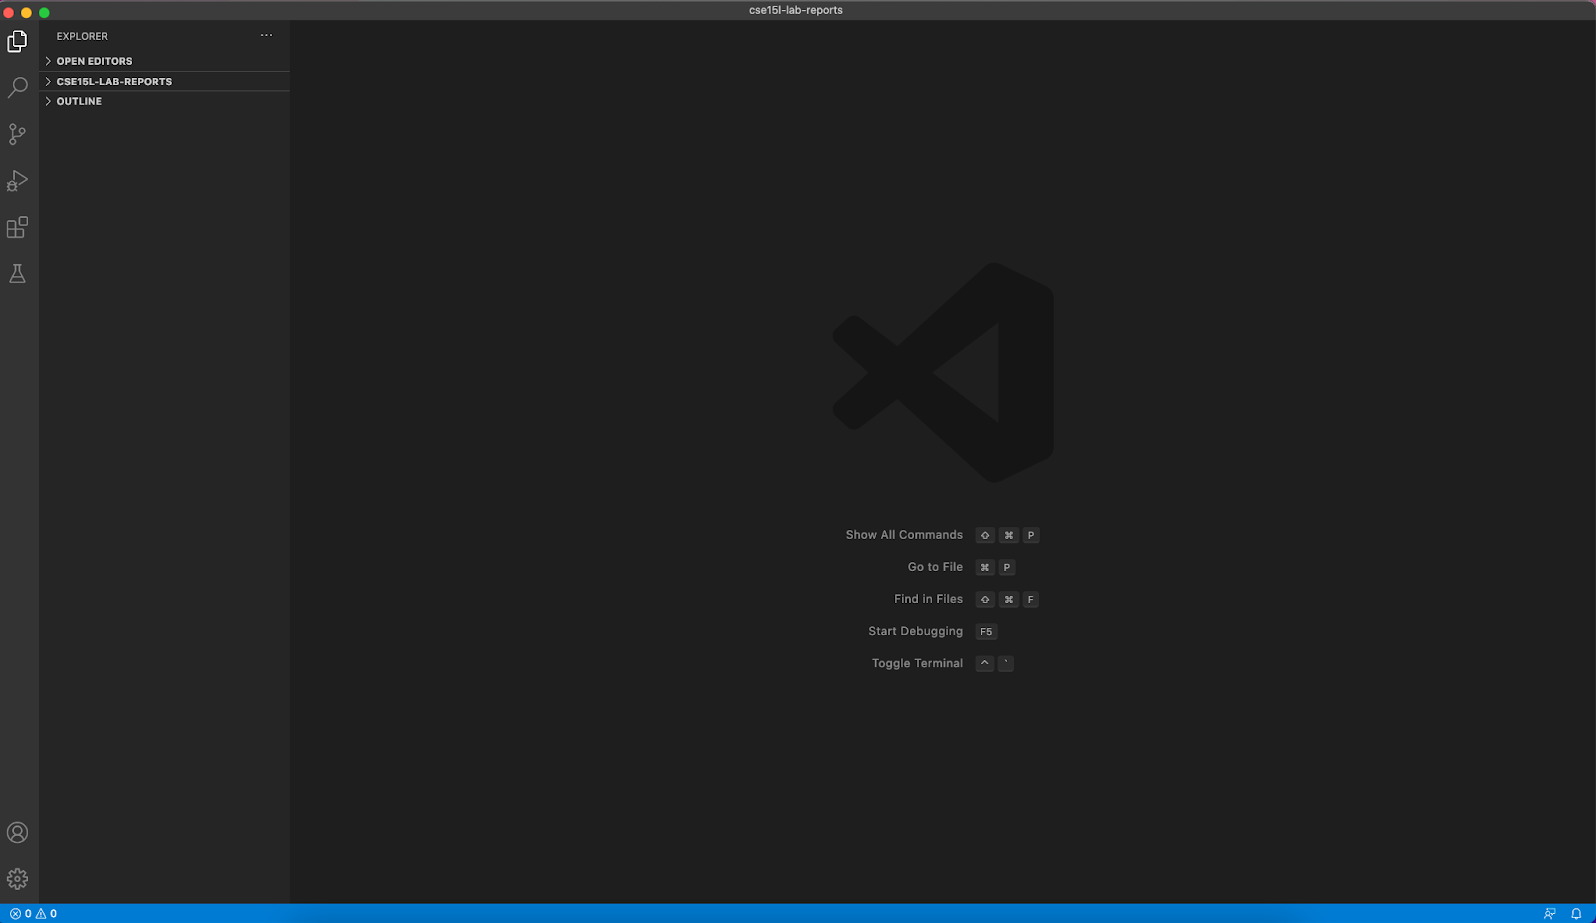 cse15l-lab-reports
EXPLORER ...
OPEN EDITORS
CSE15L-LAB-REPORTS
OUTLINE
Show All Commands ⇧ ⌘ P
Go to File ⌘ P
Find in Files ⇧ ⌘ F
Start Debugging F5
Toggle Terminal ^ `
0 0